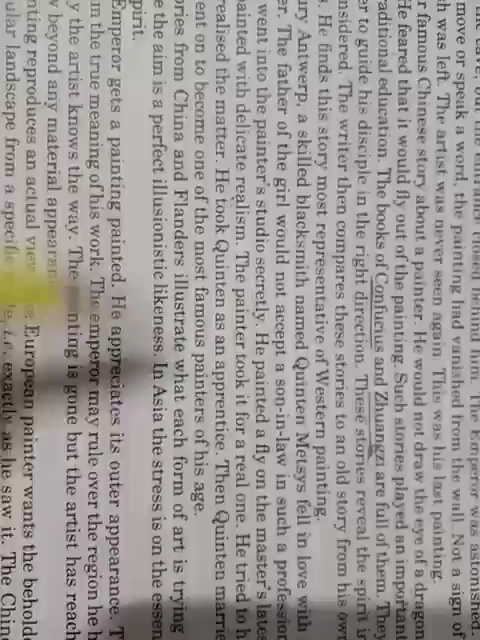 closed behind him. The Emperor was astonished.
move or speak a word, the painting had vanished from the wall. Not a sign of
h was left. The artist was never seen again. This was his last painting.
r famous Chinese story about a painter. He would not draw the eye of a dragon
He feared that it would fly out of the painting. Such stories played an important
raditional education. The books of Confucius and Zhuangzi are full of them. They
er to guide his disciple in the right direction. These stories reveal the spirit i
nsidered. The writer then compares these stories to an old story from his ow
. He finds this story most representative of Western painting.
ury Antwerp, a skilled blacksmith named Quinten Metsys fell in love with
er. The father of the girl would not accept a son-in-law in such a profession
went into the painter's studio secretly. He painted a fly on the master's lates
ainted with delicate realism. The painter took it for a real one. He tried to h
realised the matter. He took Quinten as an apprentice. Then Quinten marrie
ent on to become one of the most famous painters of his age.
ories from China and Flanders illustrate what each form of art is trying
e the aim is a perfect illusionistic likeness. In Asia the stress is on the essen
pirit.
Emperor gets a painting painted. He appreciates its outer appearance. T
m the true meaning of his work. The emperor may rule over the region he h
y the artist knows the way. The nting is gone but the artist has reach
v beyond any material appearan
nting reproduces an actual view European painter wants the behold
ular landscape from a specific exactly as he saw it. The Chin